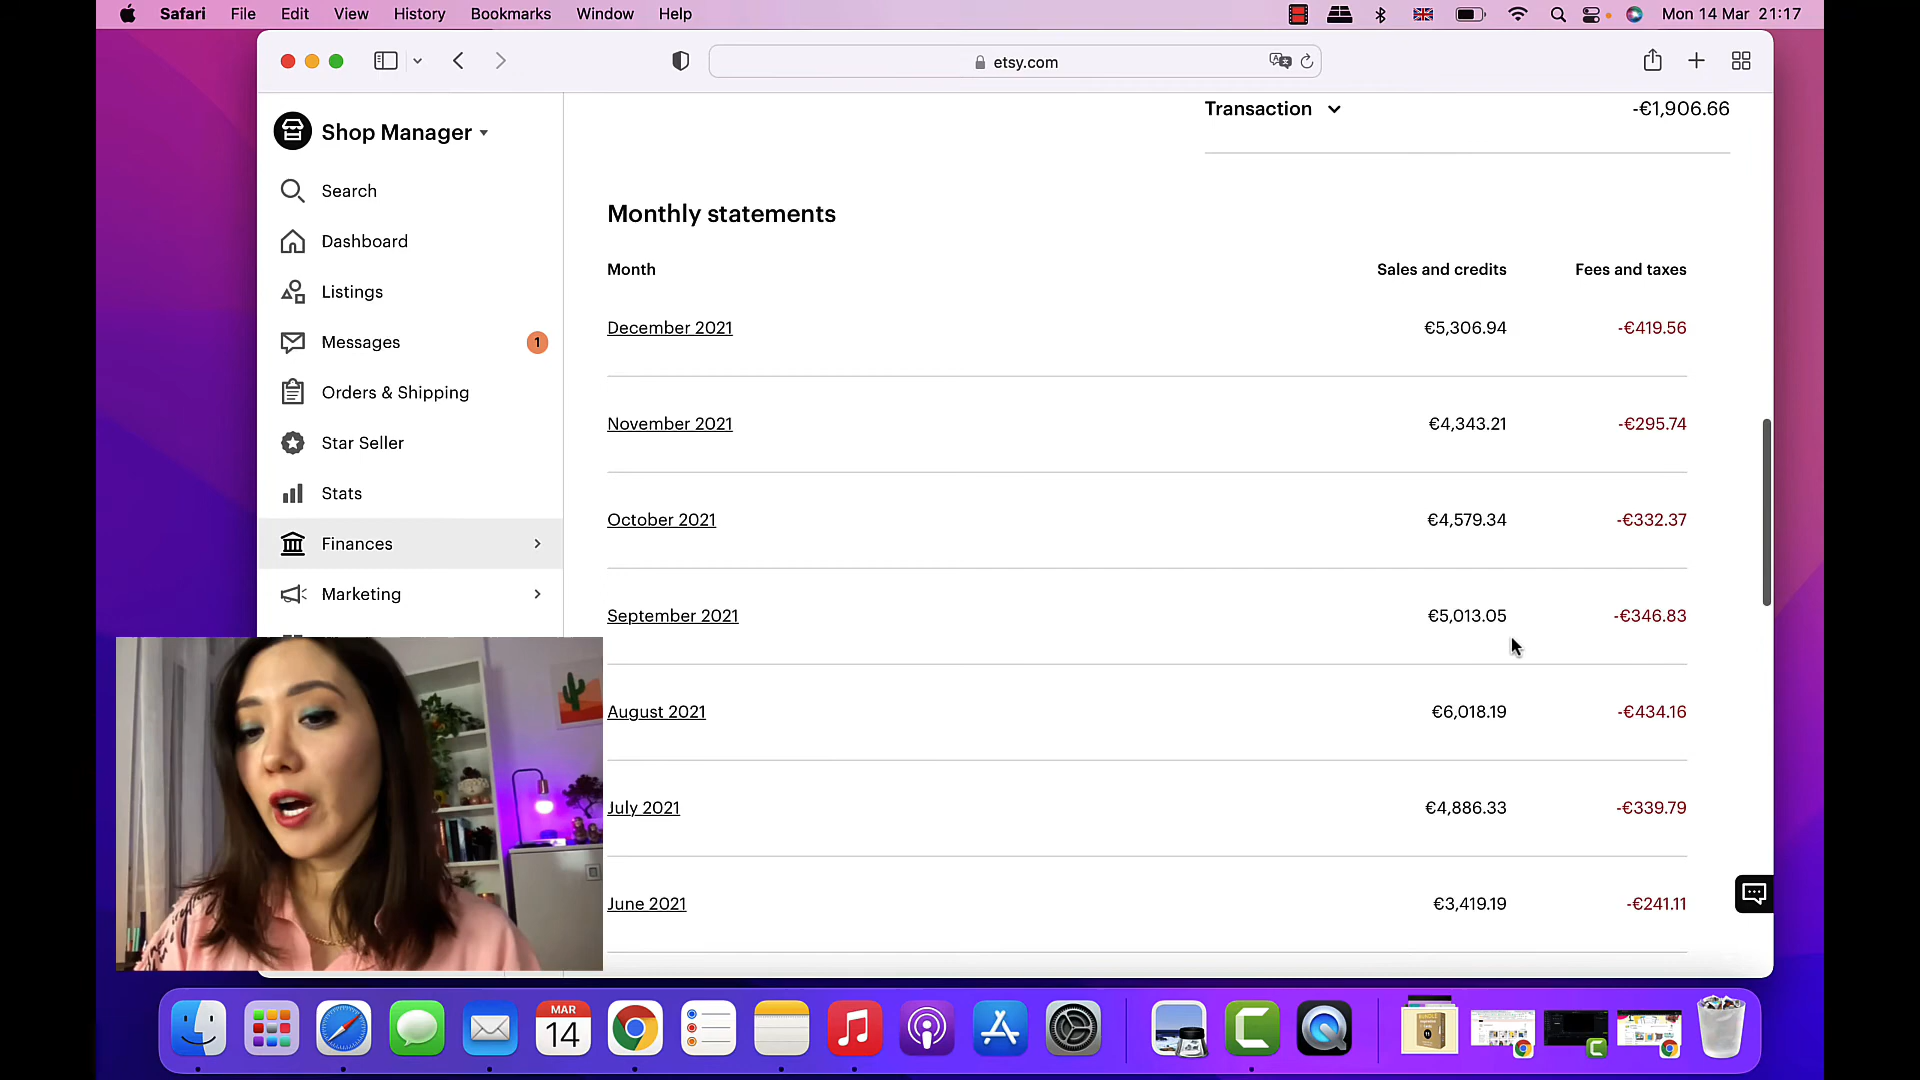 Safari File Edit View History Bookmarks Window Help Mon 14 Mar 21:17
etsy.com
Transaction -€1,906.66
Shop Manager
Search
Dashboard
Listings
Messages 1
Orders & Shipping
Star Seller
Stats
Finances
Marketing
Monthly statements
Month Sales and credits Fees and taxes
December 2021 €5,306.94 -€419.56
November 2021 €4,343.21 -€295.74
October 2021 €4,579.34 -€332.37
September 2021 €5,013.05 -€346.83
August 2021 €6,018.19 -€434.16
July 2021 €4,886.33 -€339.79
June 2021 €3,419.19 -€241.11
MAR
14
BUNDLE